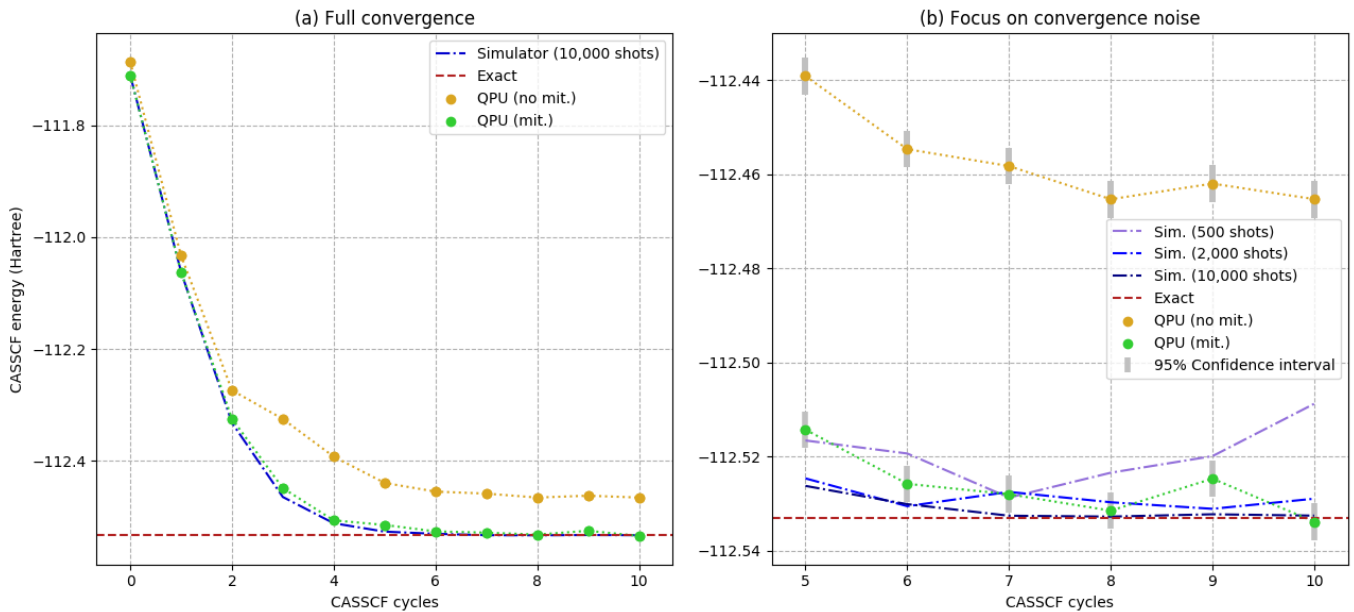 (a) Full convergence
CASSCF energy (Hartree)
−111.8
−112.0
−112.2
−112.4
Simulator (10,000 shots)
Exact
QPU (no mit.)
QPU (mit.)
0 2 4 6 8 10
CASSCF cycles
(b) Focus on convergence noise
−112.44
−112.46
−112.48
−112.50
−112.52
−112.54
Sim. (500 shots)
Sim. (2,000 shots)
Sim. (10,000 shots)
Exact
QPU (no mit.)
QPU (mit.)
95% Confidence interval
5 6 7 8 9 10
CASSCF cycles